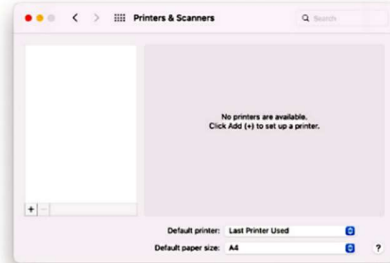 Printers & Scanners
Search
No printers are available.
Click Add (+) to set up a printer.
+ −
Default printer: Last Printer Used
Default paper size: A4
?